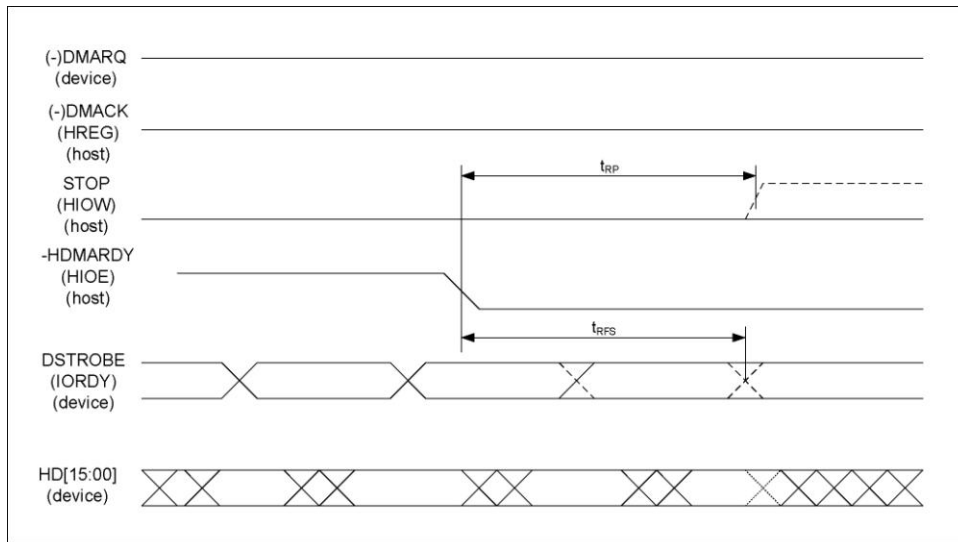 (-)DMARQ
(device)
(-)DMACK
(HREG)
(host)
tRP
STOP
(HIOW)
(host)
-HDMARDY
(HIOE)
(host)
tRFS
DSTROBE
(IORDY)
(device)
HD[15:00]
(device)